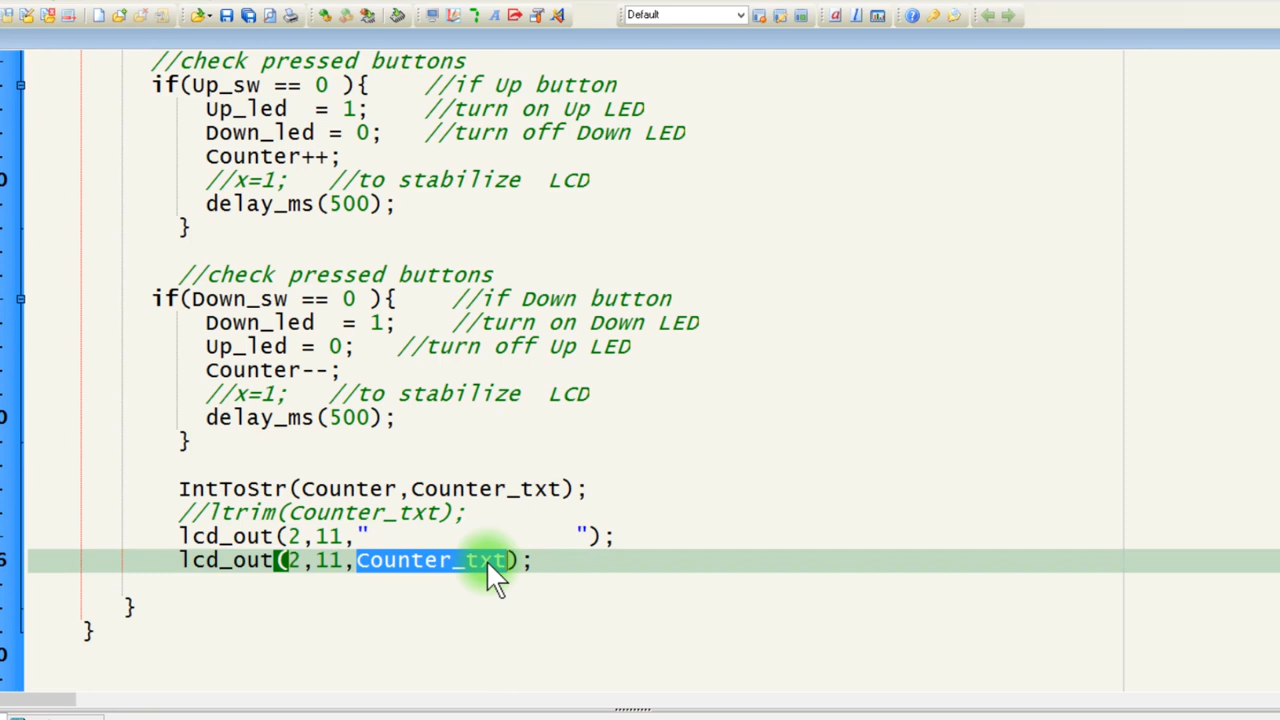 Default
//check pressed buttons
if(Up_sw == 0 ){    //if Up button
Up_led  = 1;    //turn on Up LED
Down_led = 0;   //turn off Down LED
Counter++;
//x=1;   //to stabilize  LCD
delay_ms(500);
}
//check pressed buttons
if(Down_sw == 0 ){    //if Down button
Down_led  = 1;    //turn on Down LED
Up_led = 0;   //turn off Up LED
Counter--;
//x=1;   //to stabilize  LCD
delay_ms(500);
}
IntToStr(Counter,Counter_txt);
//ltrim(Counter_txt);
lcd_out(2,11,"               ");
lcd_out(2,11,Counter_txt);
}
}